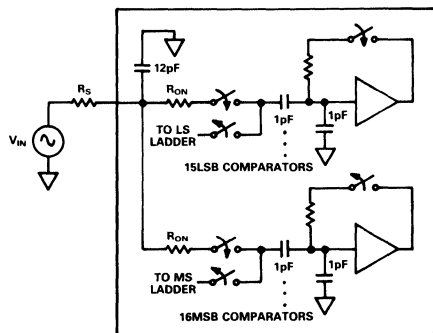 12pF
R_S
R_ON
V_IN
TO LS
LADDER
1pF
1pF
15LSB COMPARATORS
R_ON
TO MS
LADDER
1pF
1pF
16MSB COMPARATORS